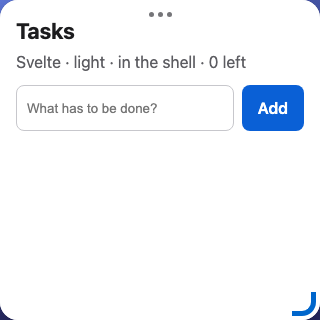 Tasks
Svelte · light · in the shell · 0 left
What has to be done?
Add